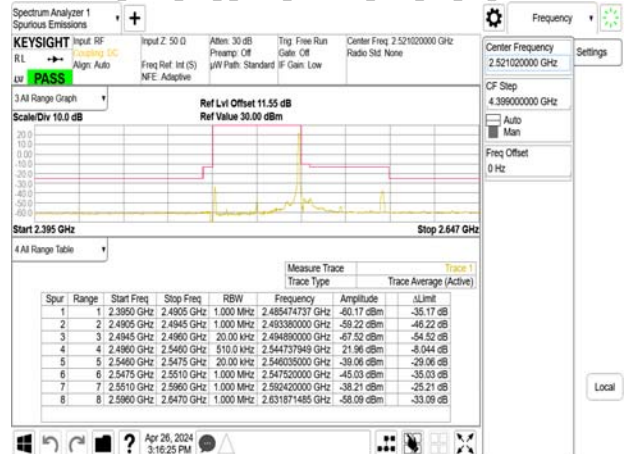 Spectrum Analyzer 1
Spurious Emissions
Frequency
KEYSIGHT
Input: RF
Coupling: DC
Align: Auto
Input Z: 50 Ω
Freq Ref: Int (S)
NFE: Adaptive
Atten: 30 dB
Preamp: Off
µW Path: Standard
Trig: Free Run
Gate: Off
IF Gain: Low
Center Freq: 2.521020000 GHz
Radio Std: None
RL
PASS
Center Frequency
2.521020000 GHz
Settings
CF Step
4.399000000 GHz
Auto
Man
Freq Offset
0 Hz
3 All Range Graph
Scale/Div 10.0 dB
Ref Lvl Offset 11.55 dB
Ref Value 30.00 dBm
20.0
10.0
0.00
-10.0
-20.0
-30.0
-40.0
-50.0
-60.0
Start 2.395 GHz
Stop 2.647 GHz
4 All Range Table
Measure Trace Trace 1
Trace Type Trace Average (Active)
Spur Range Start Freq Stop Freq RBW Frequency Amplitude ∆Limit
1 1 2.3950 GHz 2.4905 GHz 1.000 MHz 2.485474737 GHz -60.17 dBm -35.17 dB
2 2 2.4905 GHz 2.4945 GHz 1.000 MHz 2.493380000 GHz -59.22 dBm -46.22 dB
3 3 2.4945 GHz 2.4960 GHz 20.00 kHz 2.494890000 GHz -67.52 dBm -54.52 dB
4 4 2.4960 GHz 2.5460 GHz 510.0 kHz 2.544737949 GHz 21.96 dBm -8.044 dB
5 5 2.5460 GHz 2.5475 GHz 20.00 kHz 2.546035000 GHz -39.06 dBm -29.06 dB
6 6 2.5475 GHz 2.5510 GHz 1.000 MHz 2.547520000 GHz -45.03 dBm -35.03 dB
7 7 2.5510 GHz 2.5960 GHz 1.000 MHz 2.592420000 GHz -38.21 dBm -25.21 dB
8 8 2.5960 GHz 2.6470 GHz 1.000 MHz 2.631871485 GHz -58.09 dBm -33.09 dB
Local
Apr 26, 2024
3:16:25 PM